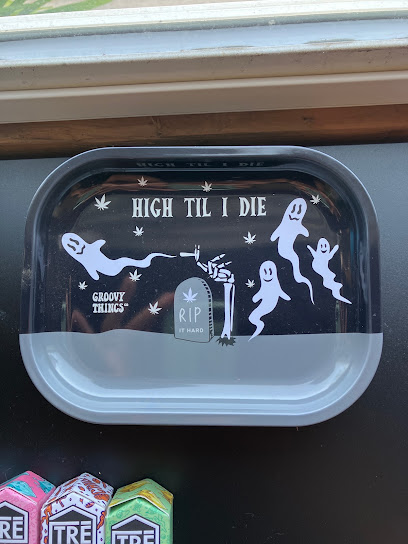 HIGH TIL I DIE
HIGH TIL I DIE
GROOVY
THINGS
RIP
IT HARD
TRE
TRE
TRE